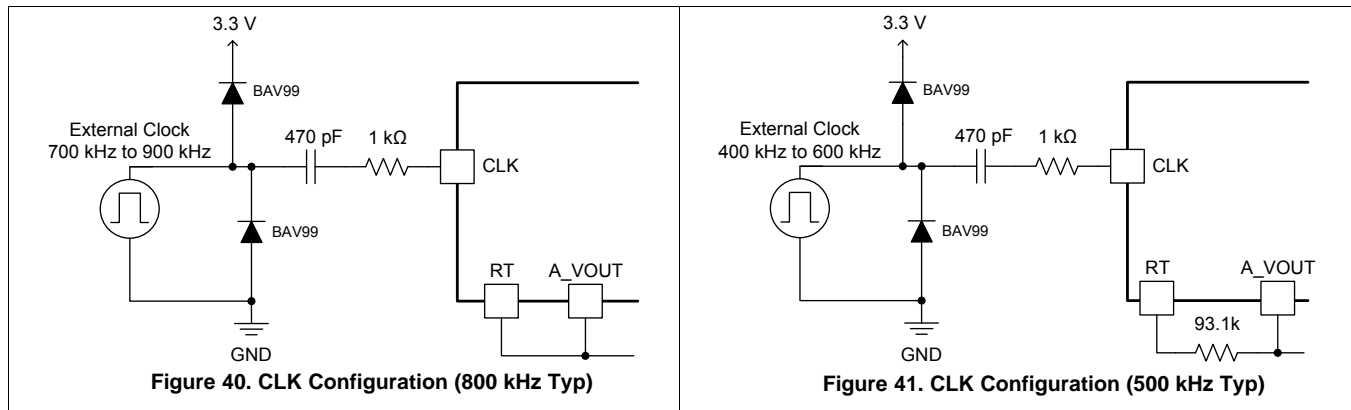 3.3 V
BAV99
External Clock
700 kHz to 900 kHz
470 pF
1 kΩ
CLK
BAV99
RT
A_VOUT
GND
Figure 40. CLK Configuration (800 kHz Typ)
3.3 V
BAV99
External Clock
400 kHz to 600 kHz
470 pF
1 kΩ
CLK
BAV99
RT
A_VOUT
93.1k
GND
Figure 41. CLK Configuration (500 kHz Typ)